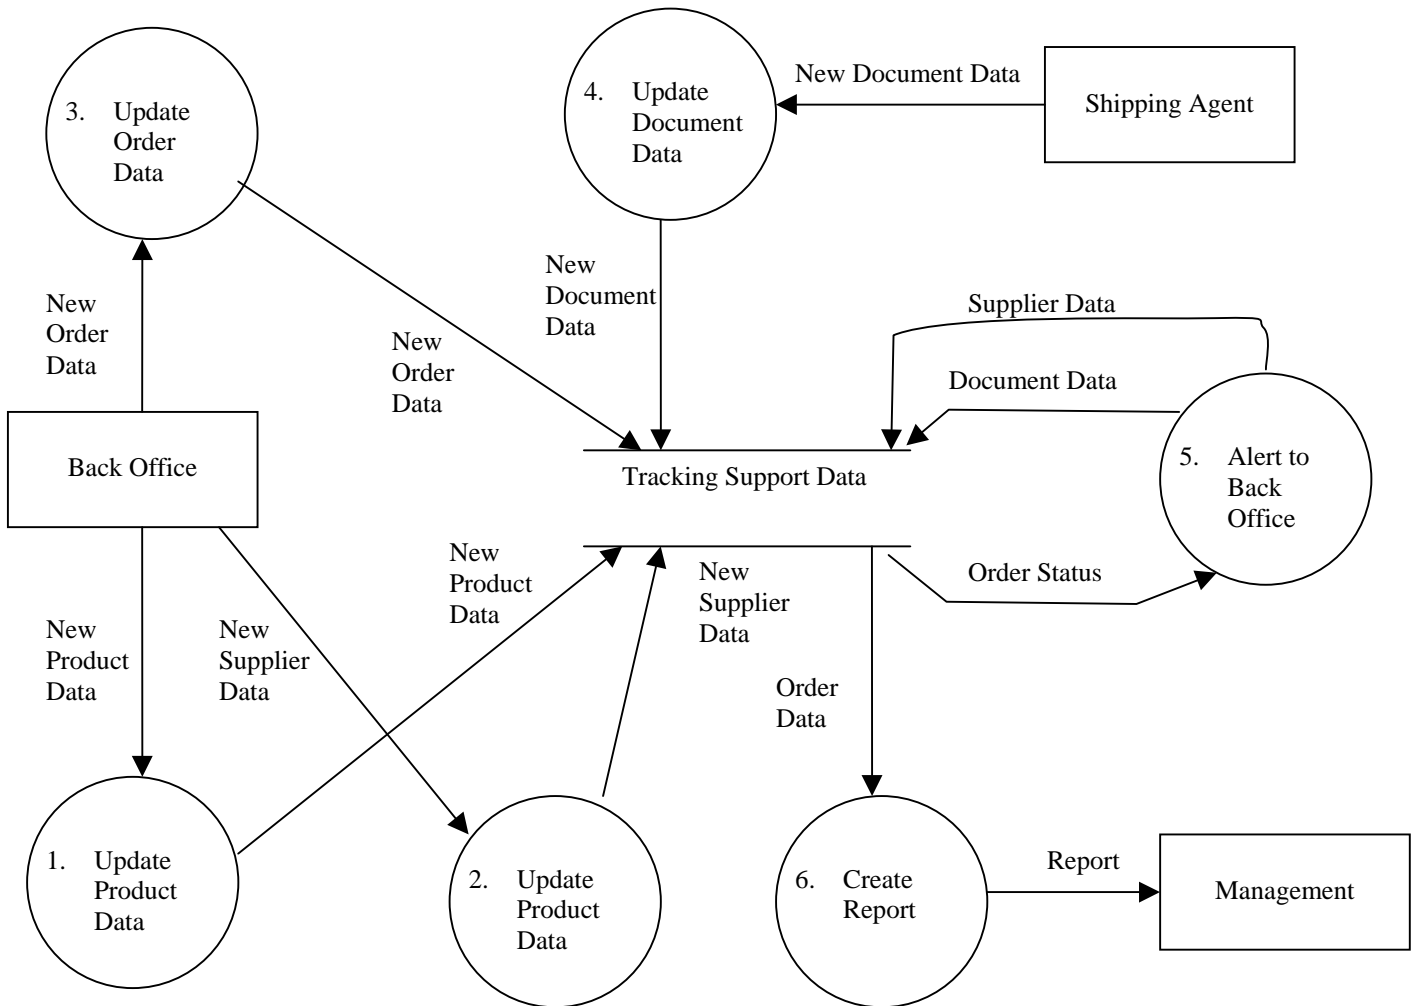 3. Update
Order
Data
4. Update
Document
Data
New Document Data
Shipping Agent
New
Order
Data
New
Order
Data
New
Document
Data
Supplier Data
Document Data
Back Office
Tracking Support Data
5. Alert to
Back
Office
New
Product
Data
New
Supplier
Data
New
Product
Data
New
Supplier
Data
Order Status
Order
Data
1. Update
Product
Data
2. Update
Product
Data
6. Create
Report
Report
Management